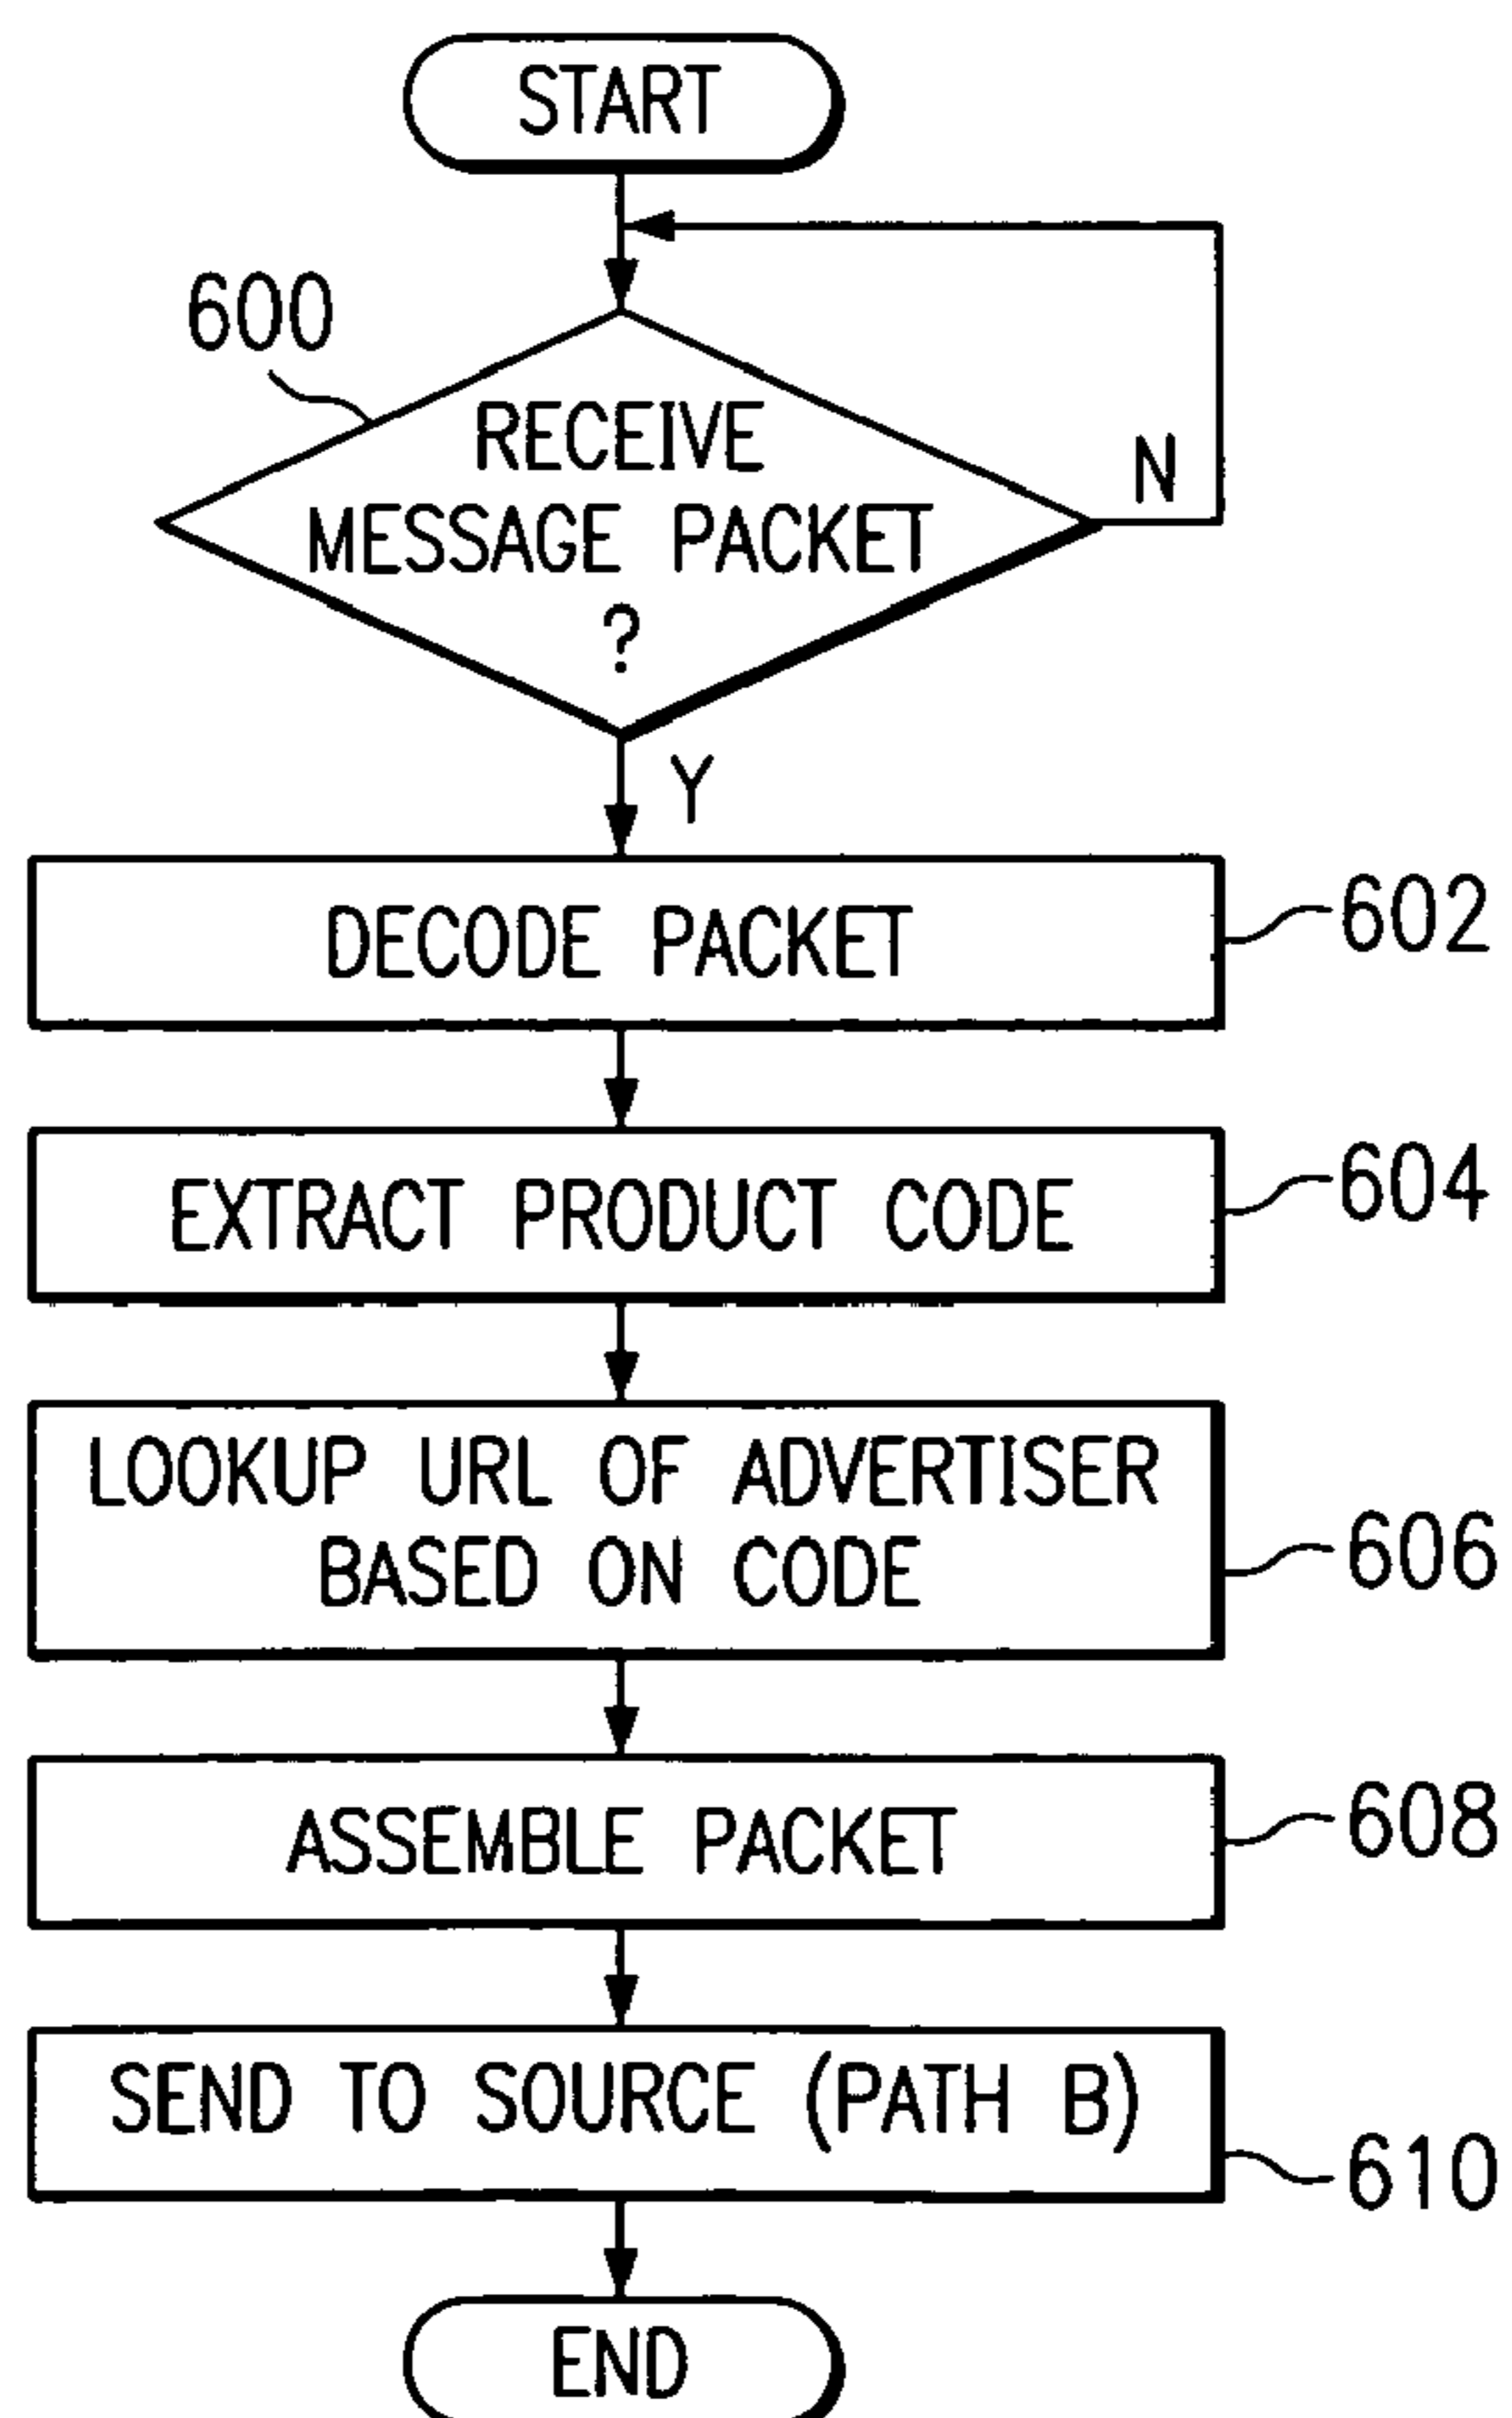 START
600
RECEIVE
MESSAGE PACKET
?
N
Y
DECODE PACKET
602
EXTRACT PRODUCT CODE
604
LOOKUP URL OF ADVERTISER
BASED ON CODE
606
ASSEMBLE PACKET
608
SEND TO SOURCE (PATH B)
610
END